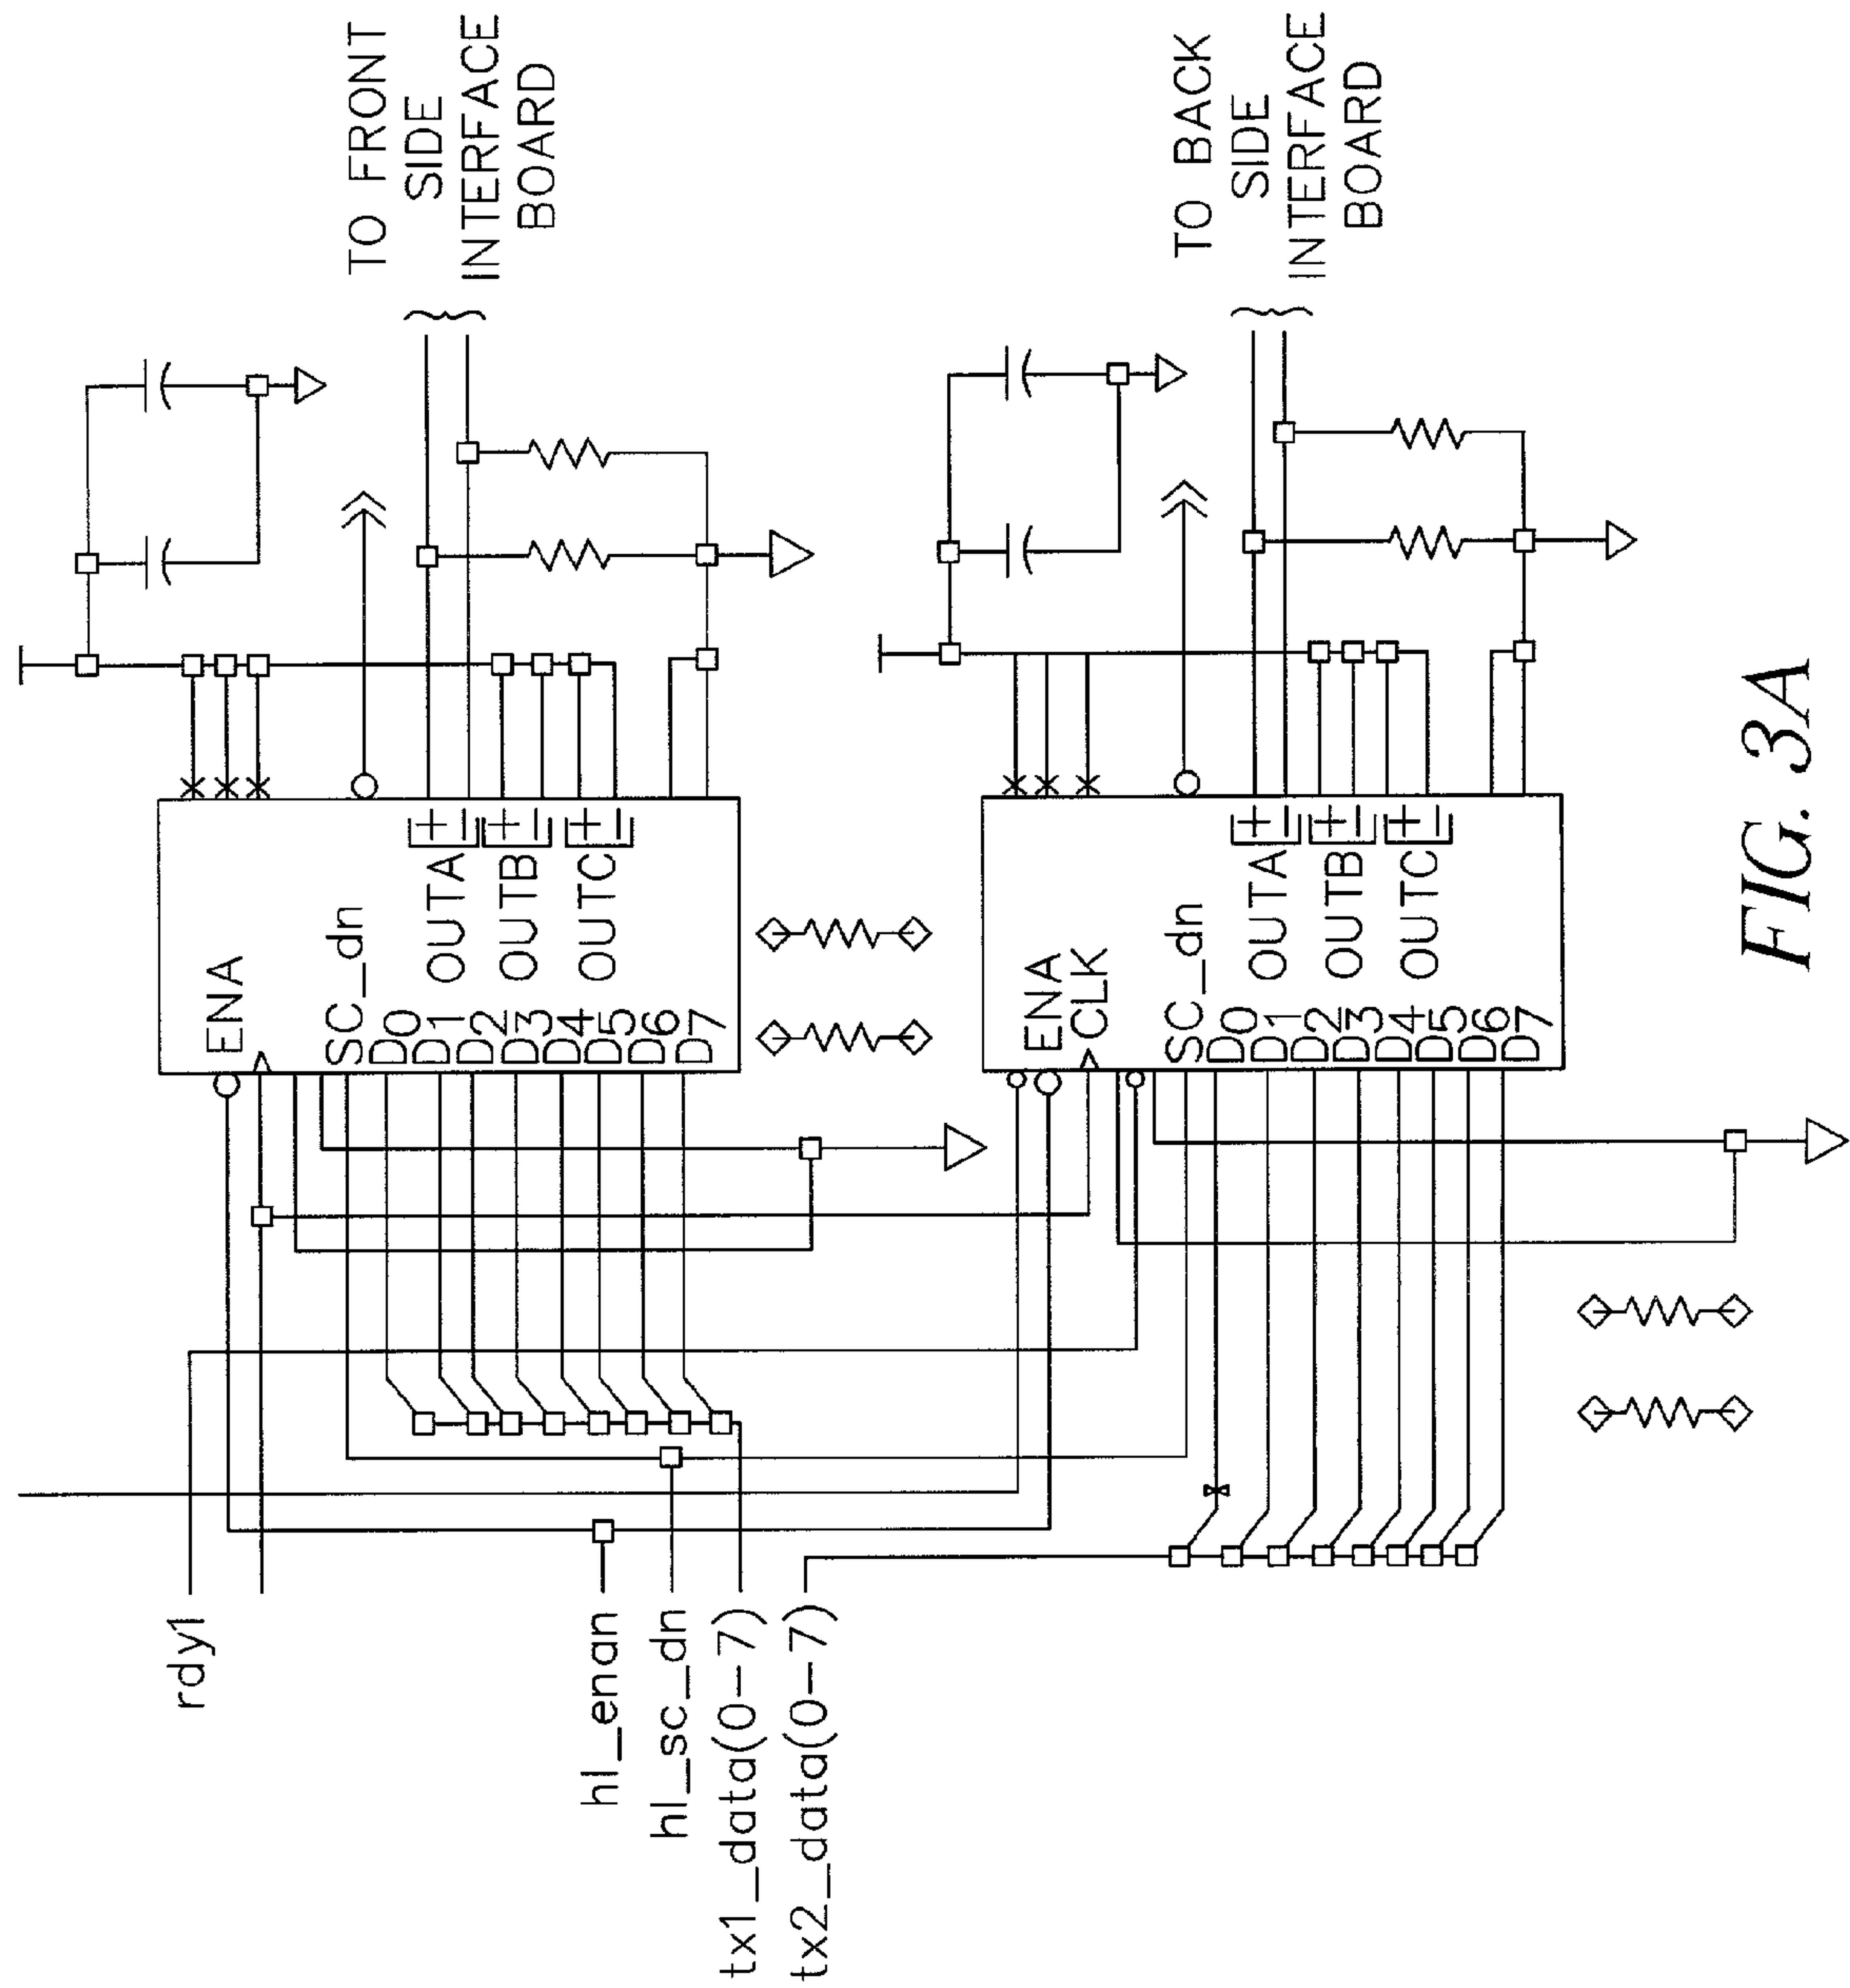 rdy1
hl_enan
hl_sc_dn
tx1_data(0-7)
tx2_data(0-7)
ENA
SC_dn
D0
D1
D2
D3
D4
D5
D6
D7
OUTA
+
-
OUTB
+
-
OUTC
+
-
TO FRONT
SIDE
INTERFACE
BOARD
ENA
CLK
SC_dn
D0
D1
D2
D3
D4
D5
D6
D7
OUTA
+
-
OUTB
+
-
OUTC
+
-
TO BACK
SIDE
INTERFACE
BOARD
FIG. 3A